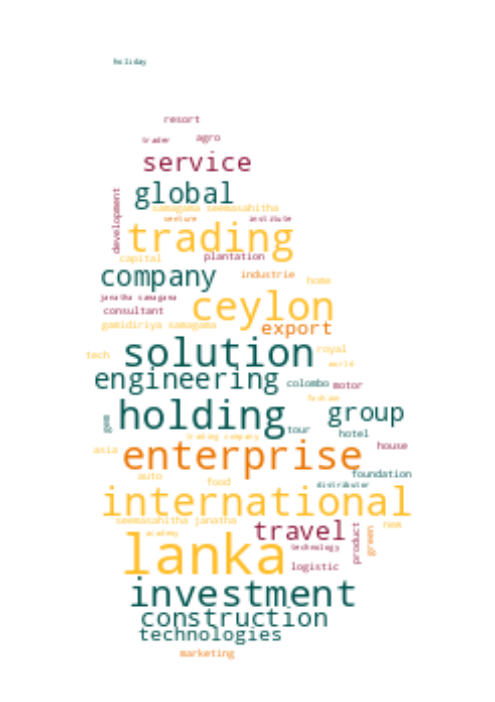 holiday
resort
trader agro
service
global
development
samagama seemasahitha
venture institute
trading
capital plantation
company industrie home
janatha samagama
ceylon
consultant
gamidiriya samagama export
solution royal
tech world
engineering colombo motor
fashion
holding group
gem tour hotel
trading company house
asia enterprise
foundation
auto food distributor
international
seemasahitha janatha new
academy travel product green
lanka technology
logistic
investment
construction
technologies
marketing